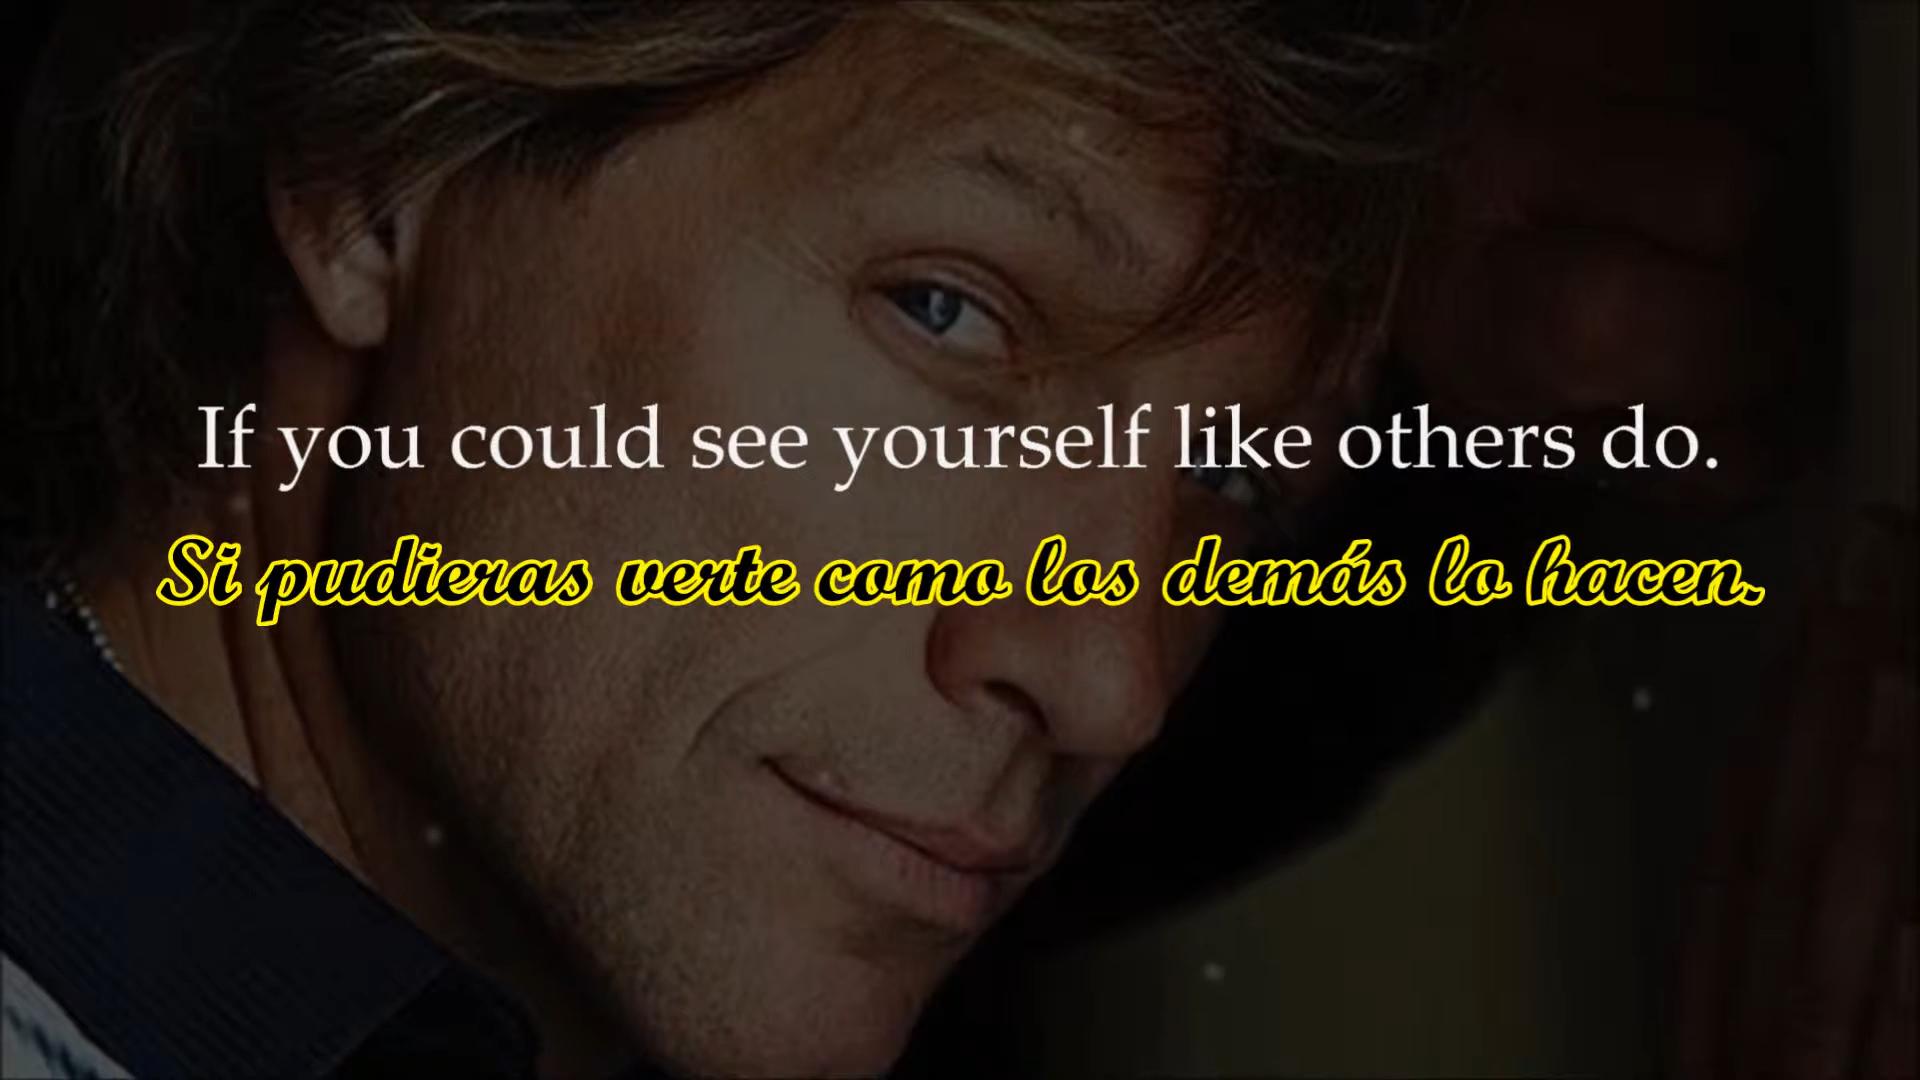 If you could see yourself like others do.
Si pudieras verte como los demás lo hacen.